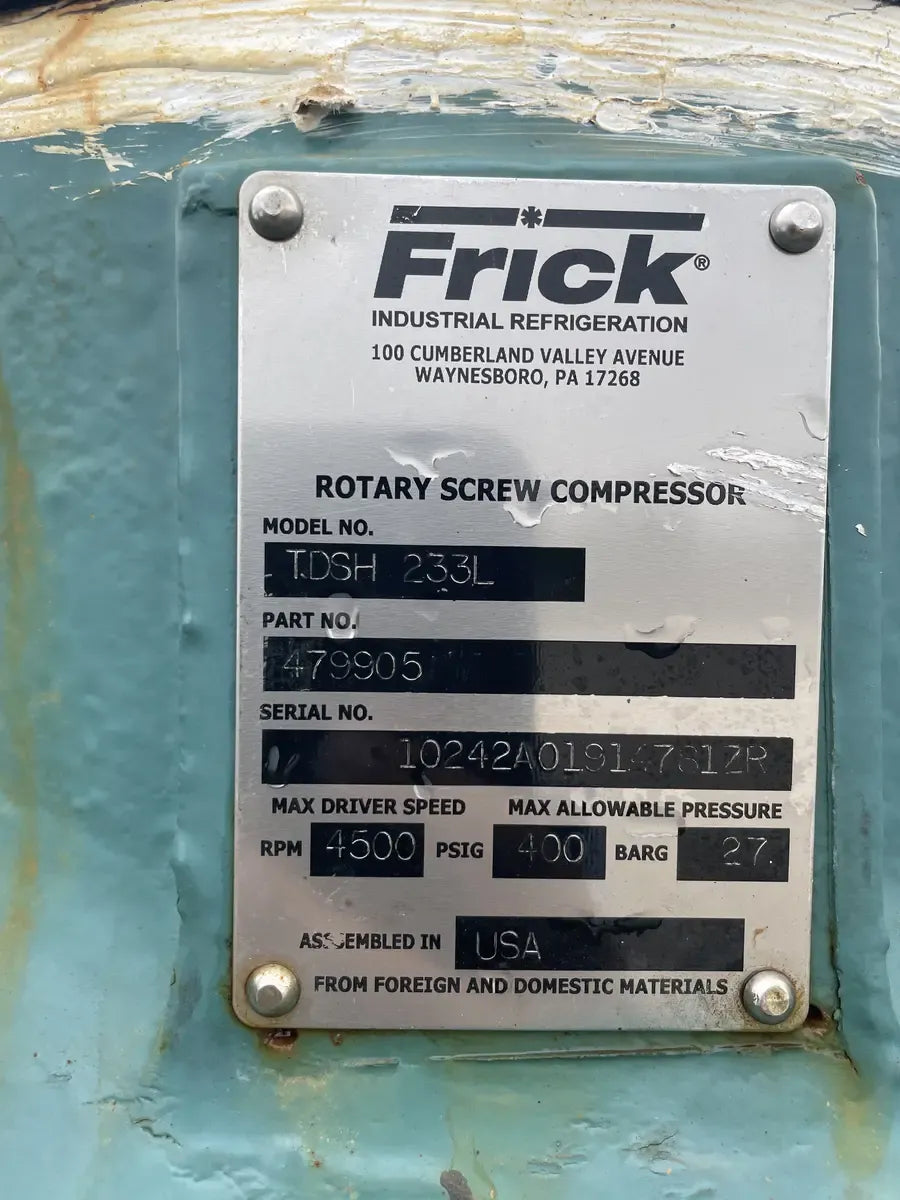 Frick®
INDUSTRIAL REFRIGERATION
100 CUMBERLAND VALLEY AVENUE
WAYNESBORO, PA 17268
ROTARY SCREW COMPRESSOR
MODEL NO.
TDSH 233L
PART NO.
479905
SERIAL NO.
MAX DRIVER SPEED MAX ALLOWABLE PRESSURE
RPM 4500 PSIG 400 BARG 27.
ASSEMBLED IN USA
FROM FOREIGN AND DOMESTIC MATERIALS